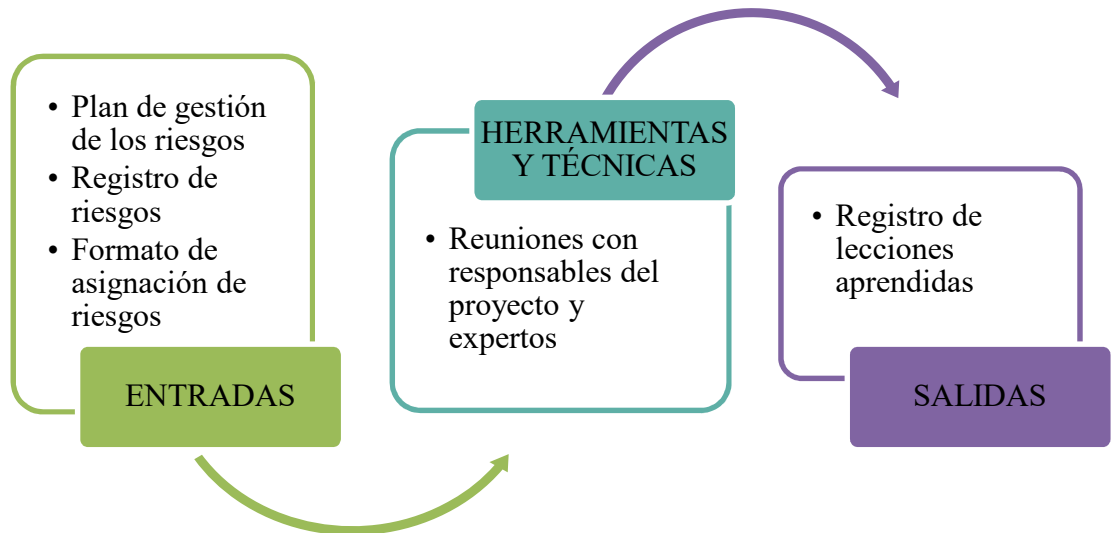 • Plan de gestión
de los riesgos
• Registro de
riesgos
• Formato de
asignación de
riesgos
ENTRADAS
HERRAMIENTAS
Y TÉCNICAS
• Reuniones con
responsables del
proyecto y
expertos
• Registro de
lecciones
aprendidas
SALIDAS